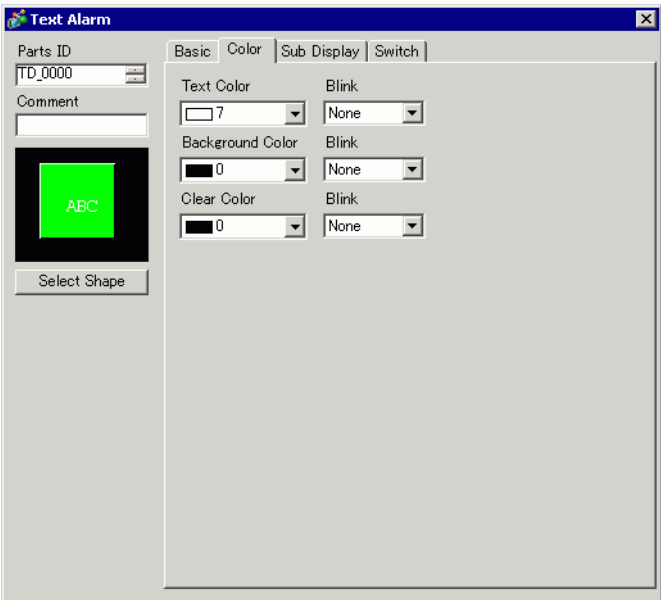 Text Alarm
Parts ID
TD_0000
Comment
ABC
Select Shape
Basic Color Sub Display Switch
Text Color Blink
7 None
Background Color Blink
0 None
Clear Color Blink
0 None